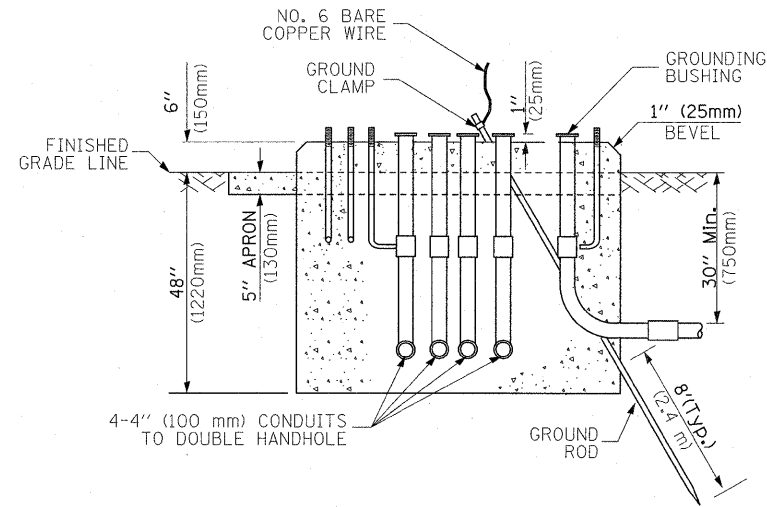 NO. 6 BARE
COPPER WIRE
GROUND
CLAMP
GROUNDING
BUSHING
6"
(150mm)
1"
(25mm)
1" (25mm)
BEVEL
FINISHED
GRADE LINE
48"
(1220mm)
5" APRON
(130mm)
30" Min.
(750mm)
4-4" (100 mm) CONDUITS
TO DOUBLE HANDHOLE
GROUND
ROD
8'(Typ.)
(2.4 m)